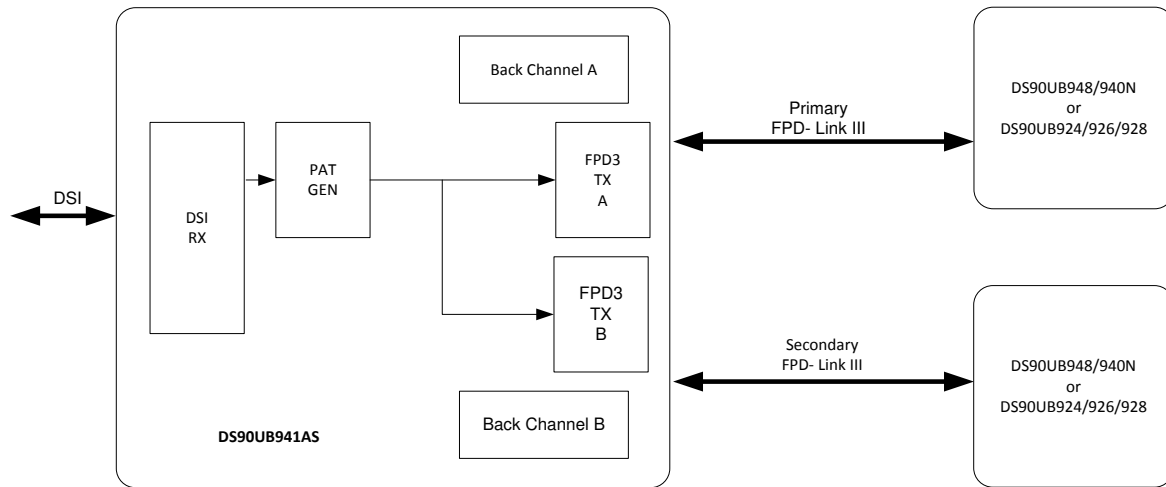 DSI
DSI
RX
PAT
GEN
Back Channel A
FPD3
TX
A
FPD3
TX
B
Back Channel B
DS90UB941AS
Primary
FPD- Link III
Secondary
FPD- Link III
DS90UB948/940N
or
DS90UB924/926/928
DS90UB948/940N
or
DS90UB924/926/928